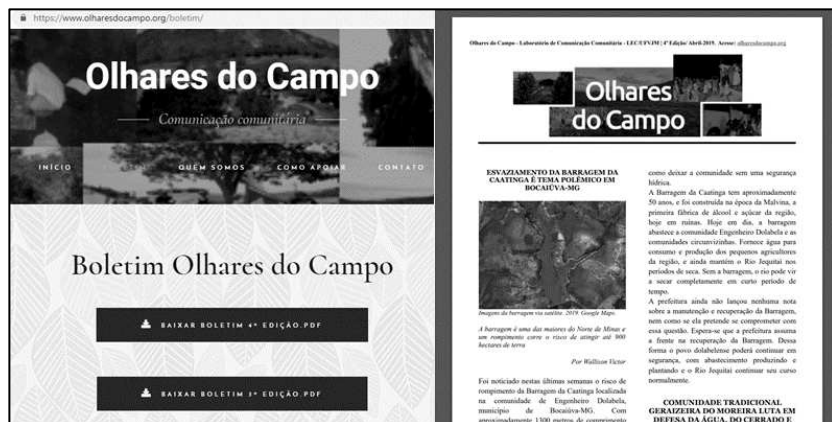 https://www.olharesdocampo.org/boletim/
Olhares do Campo
Comunicação comunitária
INÍCIO
QUEM SOMOS
COMO APOIAR
CONTATO
Boletim Olhares do Campo
BAIXAR BOLETIM 4ª EDIÇÃO.PDF
BAIXAR BOLETIM 3ª EDIÇÃO.PDF
Olhares do Campo - Laboratório de Comunicação Comunitária - LEC/UFVJM | 4ª Edição/ Abril-2019. Acesse: olharesdocampo.org
Olhares
do Campo
ESVAZIAMENTO DA BARRAGEM DA
CAATINGA É TEMA POLÊMICO EM
BOCAIÚVA-MG
Imagens da barragem via satélite. 2019. Google Maps.
A barragem é uma das maiores do Norte de Minas e
um rompimento corre o risco de atingir até 900
hectares de terra
Por Wallison Victor
Foi noticiado nestas últimas semanas o risco de
rompimento da Barragem da Caatinga localizada
na comunidade de Engenheiro Dolabela,
município de Bocaiúva-MG. Com
aproximadamente 1300 metros de comprimento
como deixar a comunidade sem uma segurança
hídrica.
A Barragem da Caatinga tem aproximadamente
50 anos, e foi construída na época da Malvina, a
primeira fábrica de álcool e açúcar da região,
hoje em ruínas. Hoje em dia, a barragem
abastece a comunidade Engenheiro Dolabela e as
comunidades circunvizinhas. Fornece água para
consumo e produção dos pequenos agricultores
da região, e ainda mantém o Rio Jequitaí nos
períodos de seca. Sem a barragem, o rio pode vir
a secar completamente em curto período de
tempo.
A prefeitura ainda não lançou nenhuma nota
sobre a manutenção e recuperação da Barragem,
nem como se ela pretende se comprometer com
essa questão. Espera-se que a prefeitura assuma
a frente na recuperação da Barragem. Dessa
forma o povo dolabelense poderá continuar em
segurança, com abastecimento produzindo e
plantando e o Rio Jequitaí continuar seu curso
normalmente.
COMUNIDADE TRADICIONAL
GERAIZEIRA DO MOREIRA LUTA EM
DEFESA DA ÁGUA, DO CERRADO E